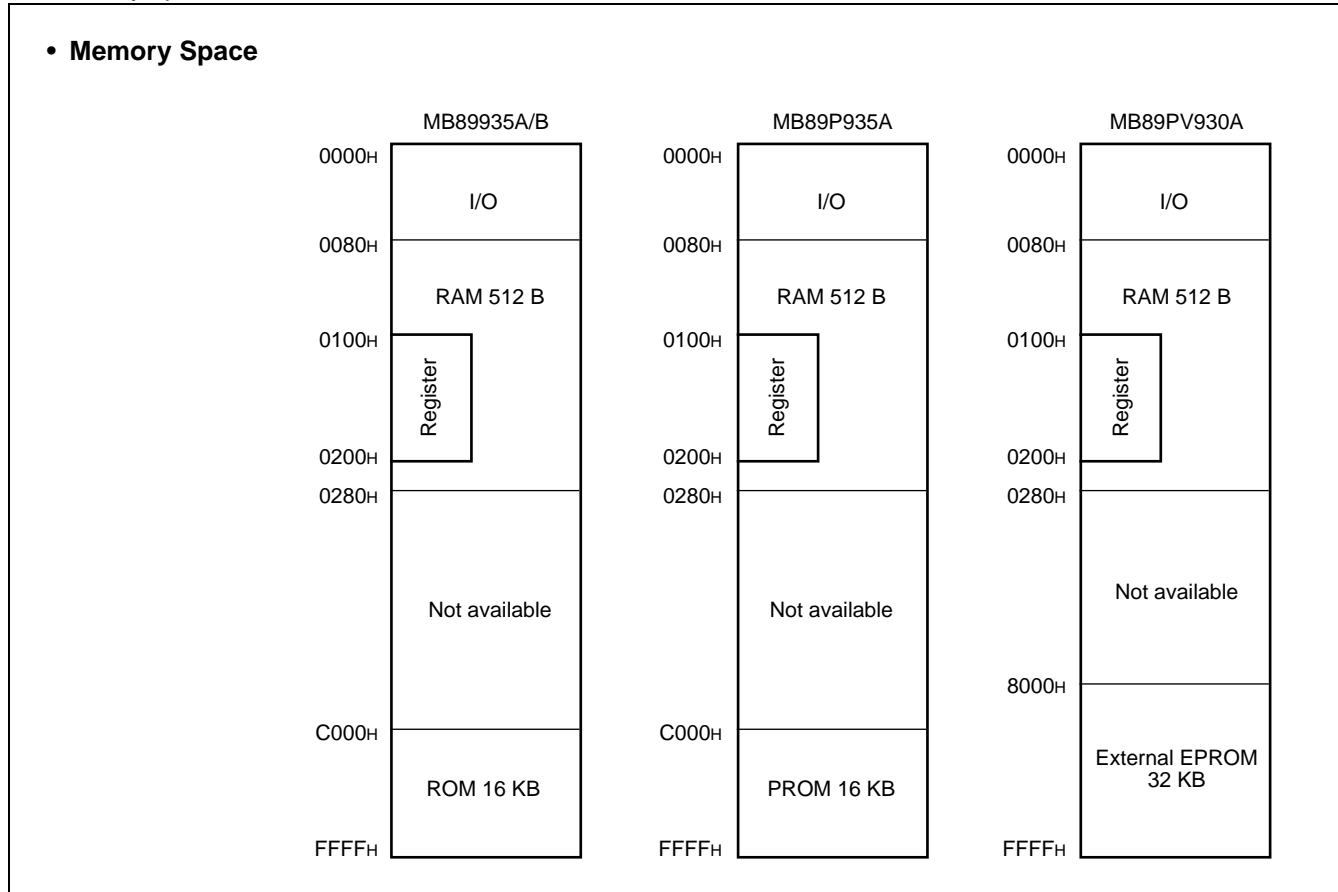 • Memory Space
MB89935A/B
0000H
I/O
0080H
RAM 512 B
0100H
Register
0200H
0280H
Not available
C000H
ROM 16 KB
FFFFH
MB89P935A
0000H
I/O
0080H
RAM 512 B
0100H
Register
0200H
0280H
Not available
C000H
PROM 16 KB
FFFFH
MB89PV930A
0000H
I/O
0080H
RAM 512 B
0100H
Register
0200H
0280H
Not available
8000H
External EPROM
32 KB
FFFFH